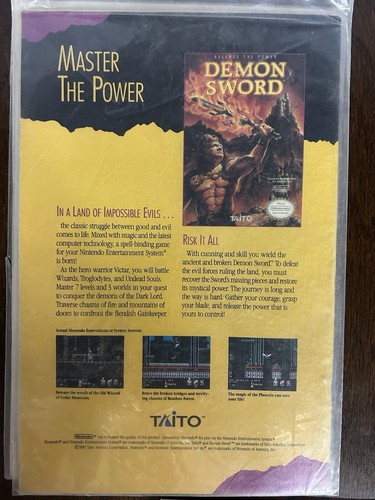 MASTER
THE POWER
RELEASE THE POWER
DEMON
SWORD
TAITO
IN A LAND OF IMPOSSIBLE EVILS . . .
the classic struggle between good and evil
comes to life. Mixed with magic and the latest
computer technology, a spell-binding game
for your Nintendo Entertainment System®
is born!
As the hero warrior Victar, you will battle
Wizards, Troglodytes, and Undead Souls.
Master 7 levels and 3 worlds in your quest
to conquer the demons of the Dark Lord.
Traverse chasms of fire and mountains of
doom to confront the fiendish Gatekeeper.
RISK IT ALL
With cunning and skill you wield the
ancient and broken Demon Sword.™ To defeat
the evil forces ruling the land, you must
recover the Sword's missing pieces and restore
its mystical power. The journey is long and
the way is hard. Gather your courage, grasp
your blade, and release the power that is
yours to control!
Actual Nintendo Entertainment System Screens
Beware the wrath of the Old Wizard
of Cedar Mountain.
Brave the broken bridges and terrify-
ing chasms of Bamboo Forest.
The magic of the Phoenix can save
your life!
TAITO™